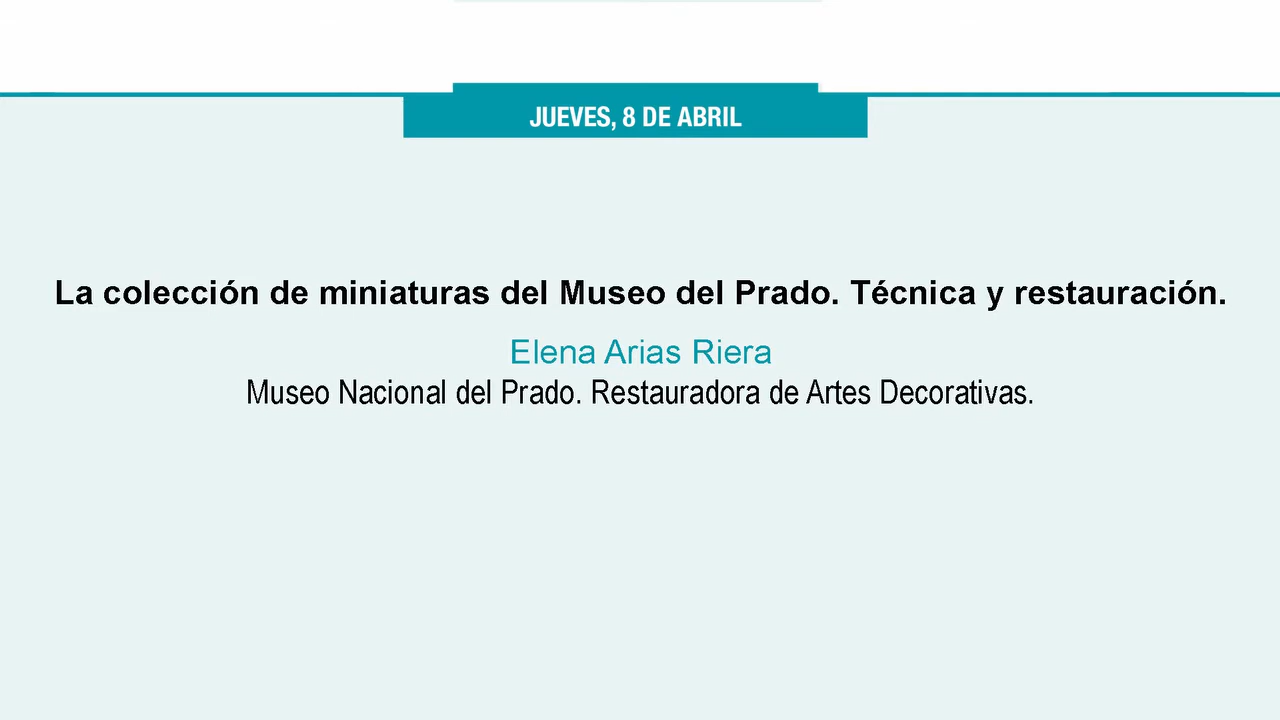 JUEVES, 8 DE ABRIL
La colección de miniaturas del Museo del Prado. Técnica y restauración.
Elena Arias Riera
Museo Nacional del Prado. Restauradora de Artes Decorativas.